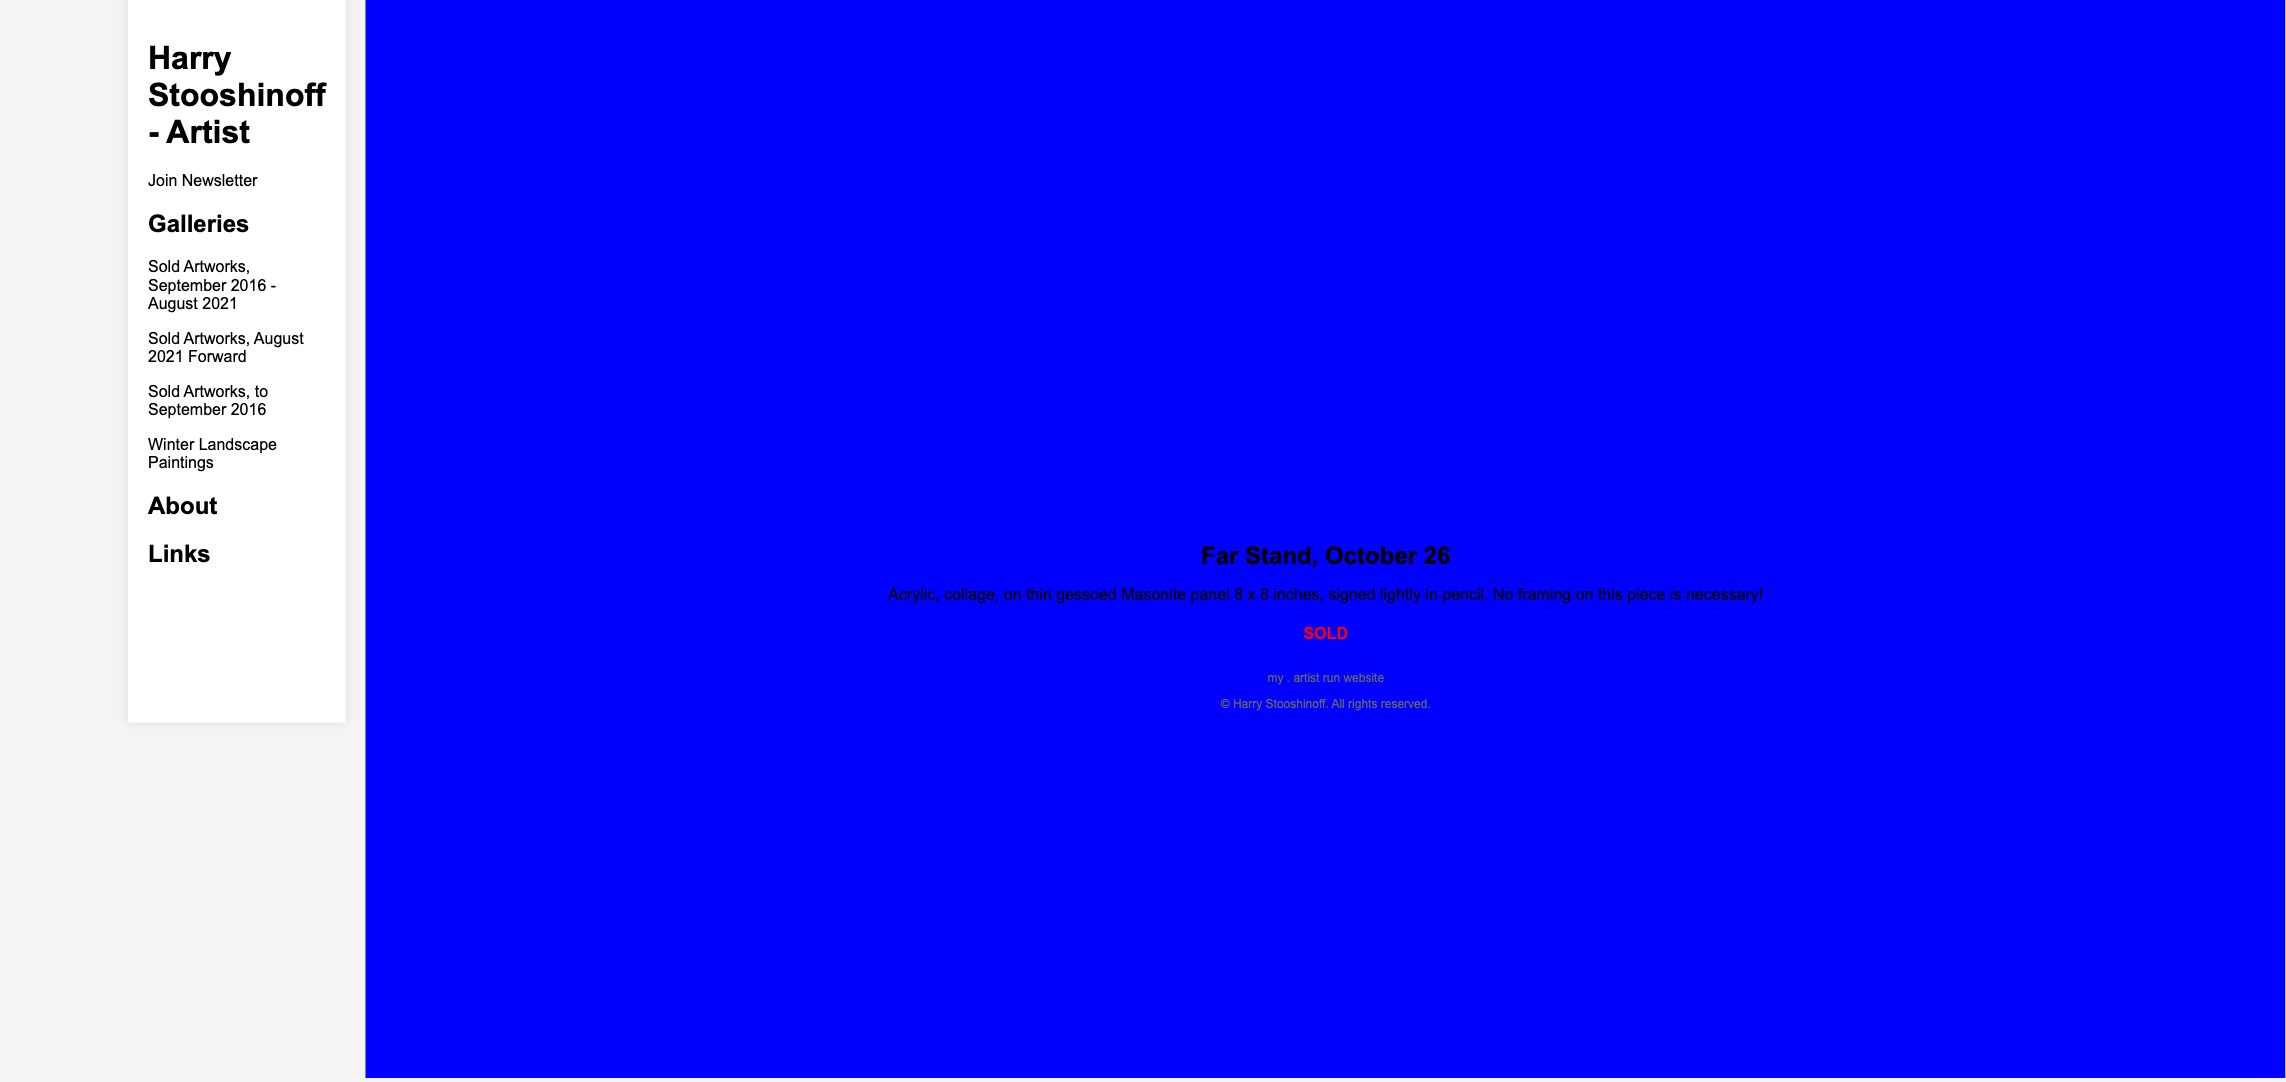 Harry
Stooshinoff
- Artist
Join Newsletter
Galleries
Sold Artworks,
September 2016 -
August 2021
Sold Artworks, August
2021 Forward
Sold Artworks, to
September 2016
Winter Landscape
Paintings
About
Links
Far Stand, October 26
Acrylic, collage, on thin gessoed Masonite panel 8 x 8 inches, signed lightly in pencil. No framing on this piece is necessary!
SOLD
my . artist run website
© Harry Stooshinoff. All rights reserved.